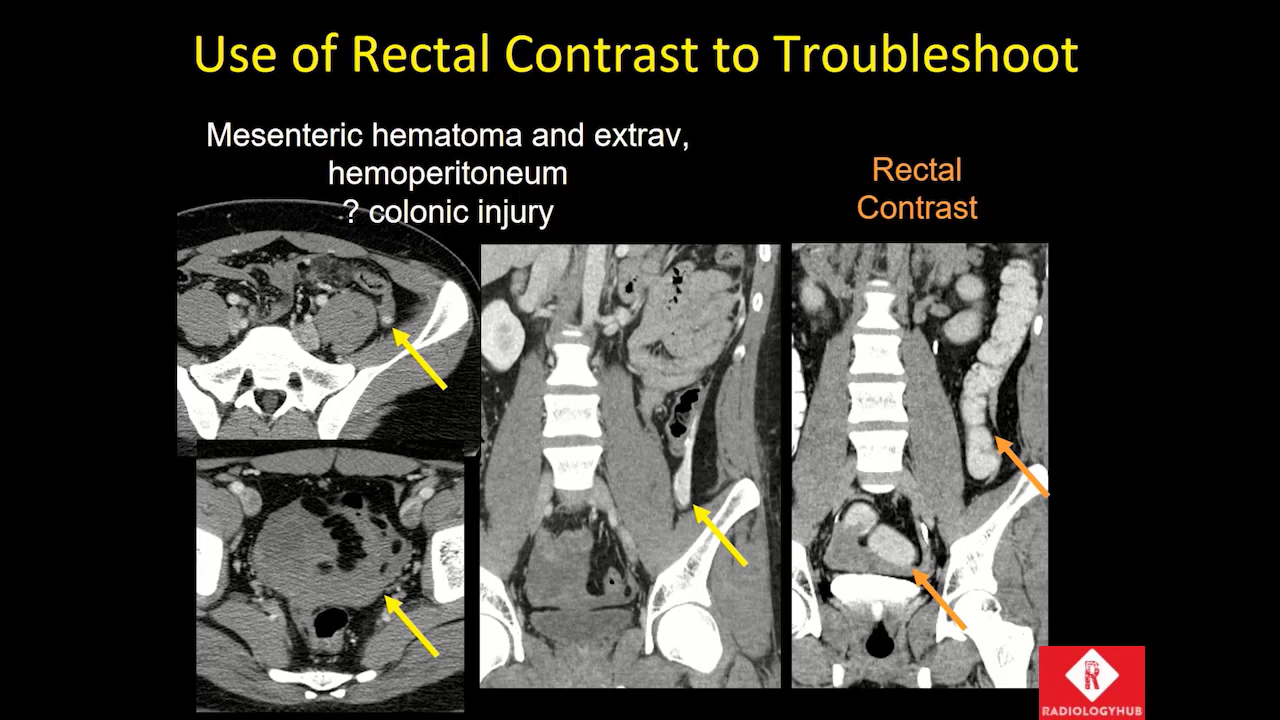 Use of Rectal Contrast to Troubleshoot
Mesenteric hematoma and extrav,
hemoperitoneum
? colonic injury
Rectal
Contrast
R
RADIOLOGYHUB